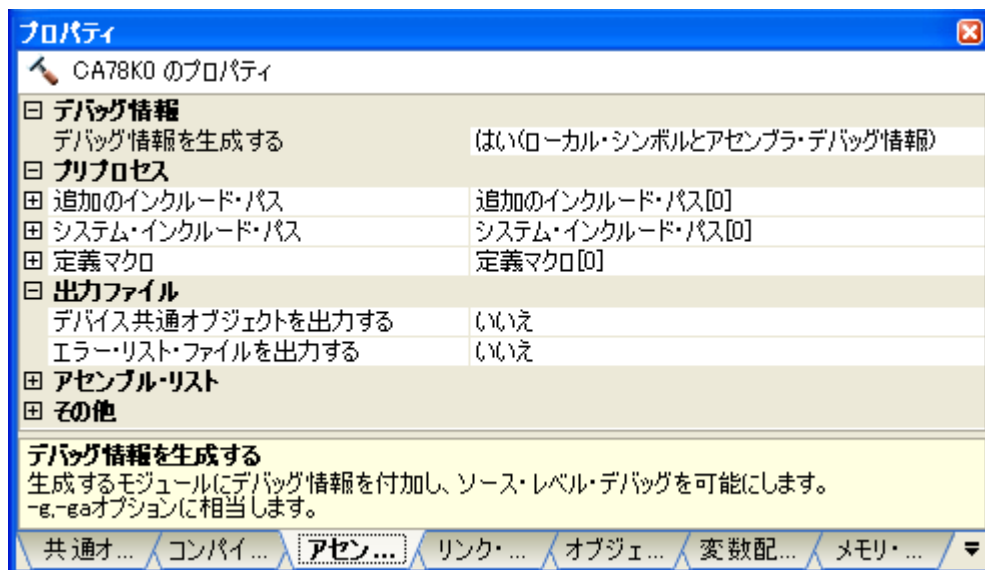 プロパティ
CA78K0 のプロパティ
デバッグ情報
デバッグ情報を生成する はい(ローカル・シンボルとアセンブラ・デバッグ情報)
プリプロセス
追加のインクルード・パス 追加のインクルード・パス[0]
システム・インクルード・パス システム・インクルード・パス[0]
定義マクロ 定義マクロ[0]
出力ファイル
デバイス共通オブジェクトを出力する いいえ
エラー・リスト・ファイルを出力する いいえ
アセンブル・リスト
その他
デバッグ情報を生成する
生成するモジュールにデバッグ情報を付加し、ソース・レベル・デバッグを可能にします。
-g,-gaオプションに相当します。
共通オ... コンパイ... アセン... リンク・... オブジェ... 変数配... メモリ・...